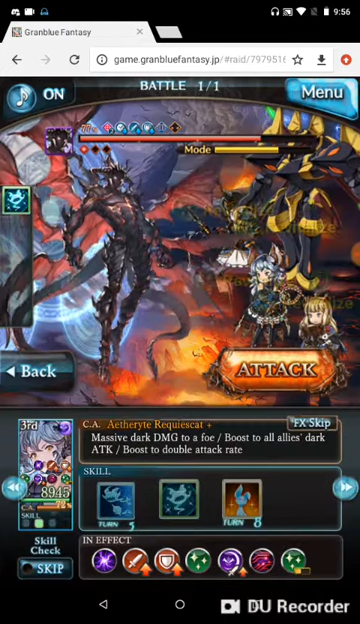 9:56
Granblue Fantasy
game.granbluefantasy.jp/#raid/7979516
ON
BATTLE 1/1
Menu
77%
Mode
Back
ATTACK
3rd
8945
72%
C.A.
SKILL
C.A. Aetheryte Requiescat +
FX Skip
Massive dark DMG to a foe / Boost to all allies' dark
ATK / Boost to double attack rate
SKILL
TURN 5
TURN 8
Skill
Check
SKIP
IN EFFECT
DU Recorder